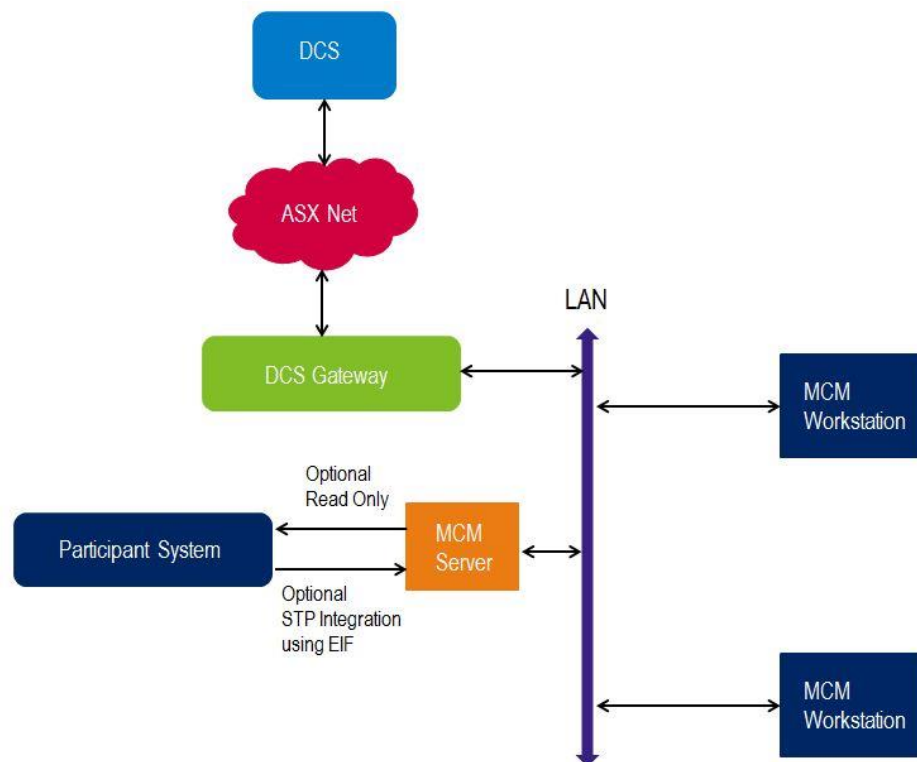 DCS
ASX Net
LAN
DCS Gateway
MCM
Workstation
Optional
Read Only
Participant System
MCM
Server
Optional
STP Integration
using EIF
MCM
Workstation